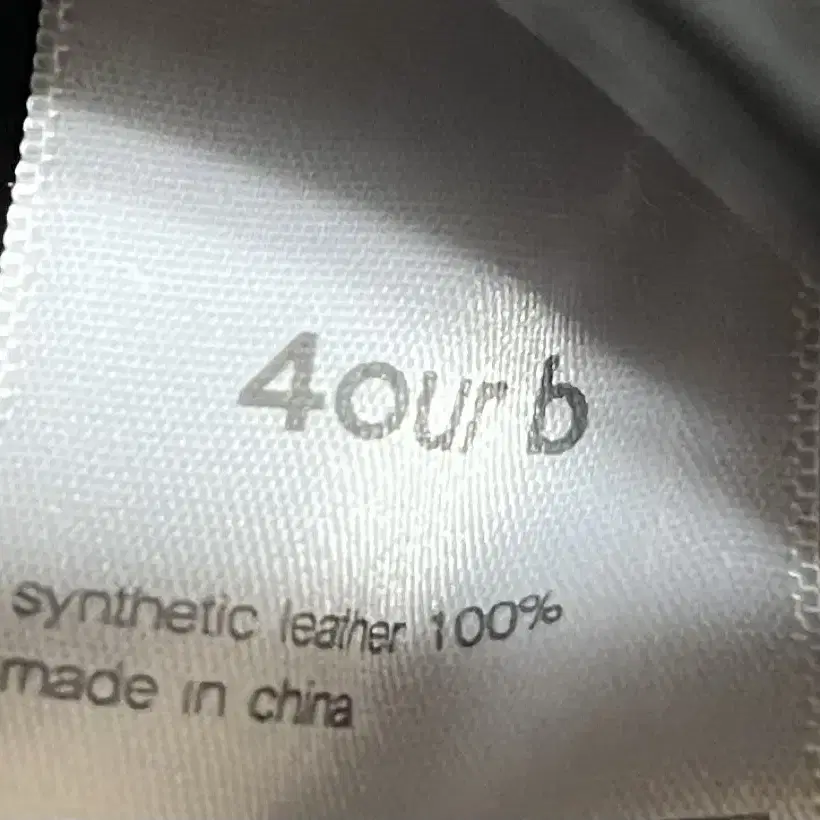 4our b
synthetic leather 100%
made in china